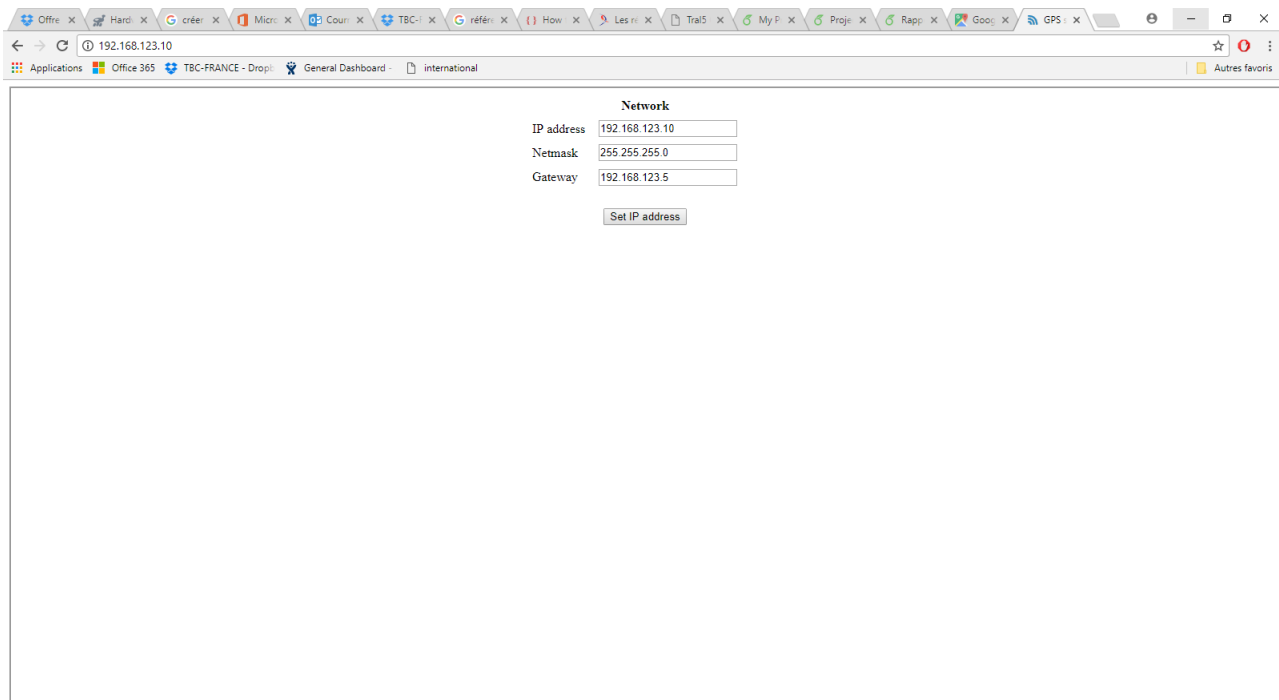 Offre Hard créer Micro Cour TBC-F référe { } How Les re Tral5 My P Proje Rapp Goog GPS s
192.168.123.10
Applications Office 365 TBC-FRANCE - Dropb General Dashboard - international Autres favoris
Network
IP address 192.168.123.10
Netmask 255.255.255.0
Gateway 192.168.123.5
Set IP address